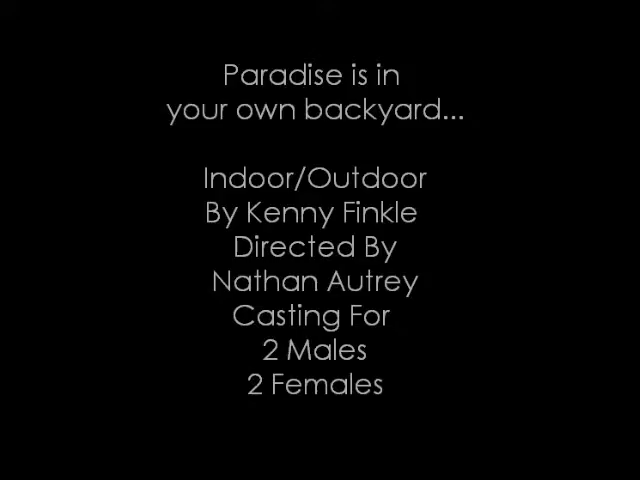 Paradise is in
your own backyard...
Indoor/Outdoor
By Kenny Finkle
Directed By
Nathan Autrey
Casting For
2 Males
2 Females